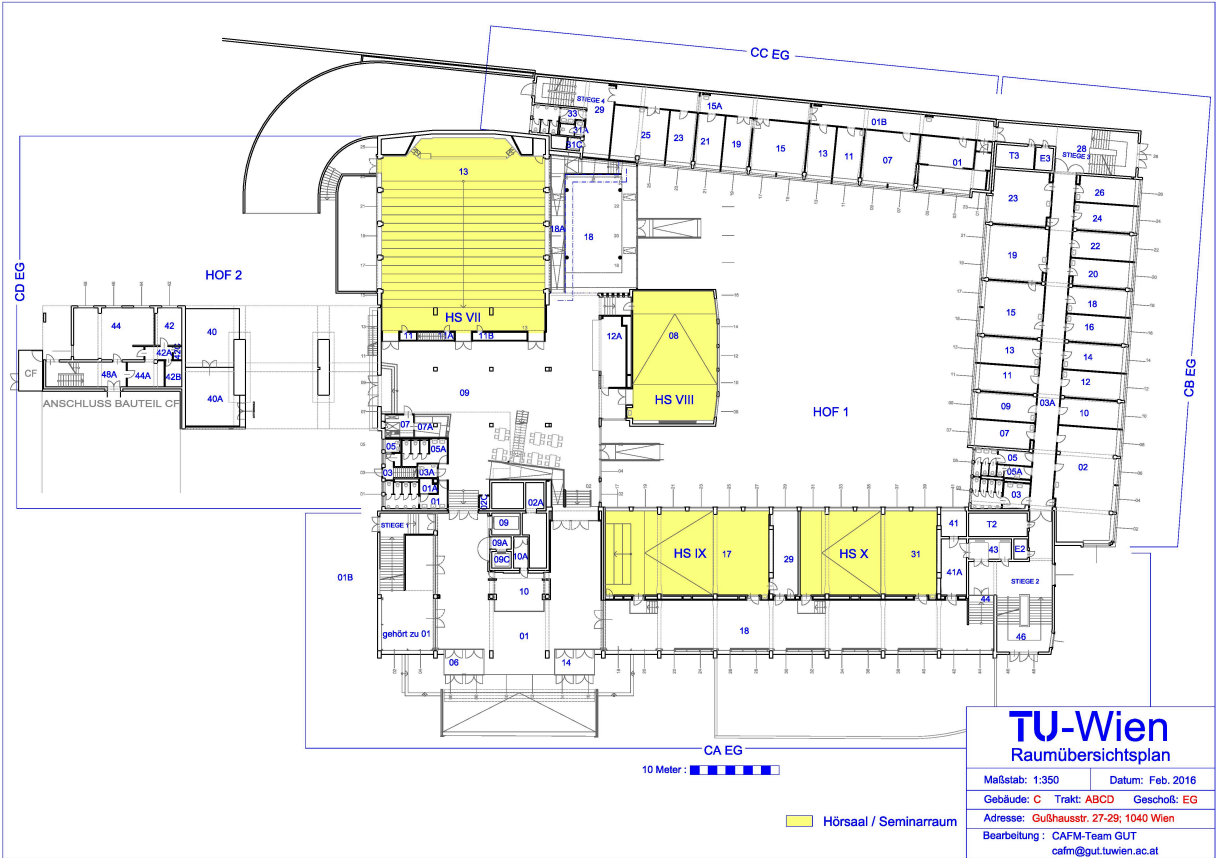 CC EG
STIEGE 4
29
33
31A
31C
25
23
21
19
15A
15
13
11
01B
07
01
T3
E3
28
STIEGE 3
CD EG
HOF 2
13
HS VII
11
11A
11B
18A
18
12A
08
HS VIII
HOF 1
23
19
15
13
11
09
07
05
05A
03
03A
26
24
22
20
18
16
14
12
10
02
CB EG
44
42
42A
42C
42B
44A
48A
40
40A
CF
ANSCHLUSS BAUTEIL CF
09
07
07A
05
05A
03
03A
01A
01
02C
02A
STIEGE 1
09
09A
09C
10A
10
01B
gehört zu 01
01
06
14
HS IX
17
29
HS X
31
41
41A
T2
43
E2
STIEGE 2
44
46
18
CA EG
10 Meter :
Hörsaal / Seminarraum
TU-Wien
Raumübersichtsplan
Maßstab: 1:350 Datum: Feb. 2016
Gebäude: C Trakt: ABCD Geschoß: EG
Adresse: Gußhausstr. 27-29; 1040 Wien
Bearbeitung : CAFM-Team GUT
cafm@gut.tuwien.ac.at